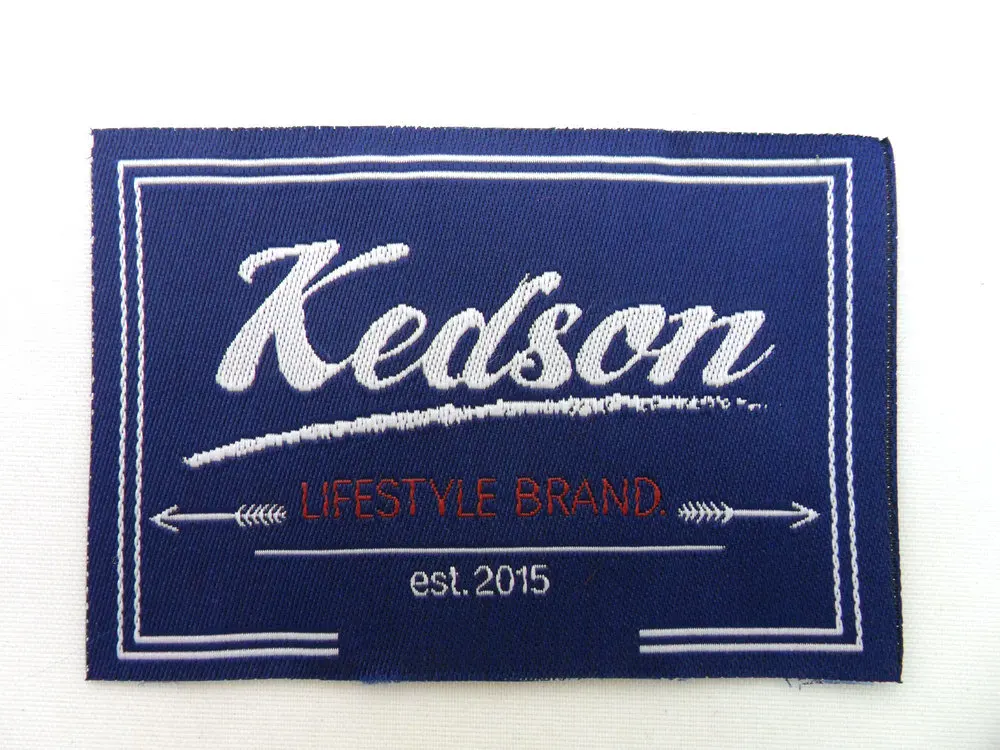 Kedson
LIFESTYLE BRAND.
est. 2015